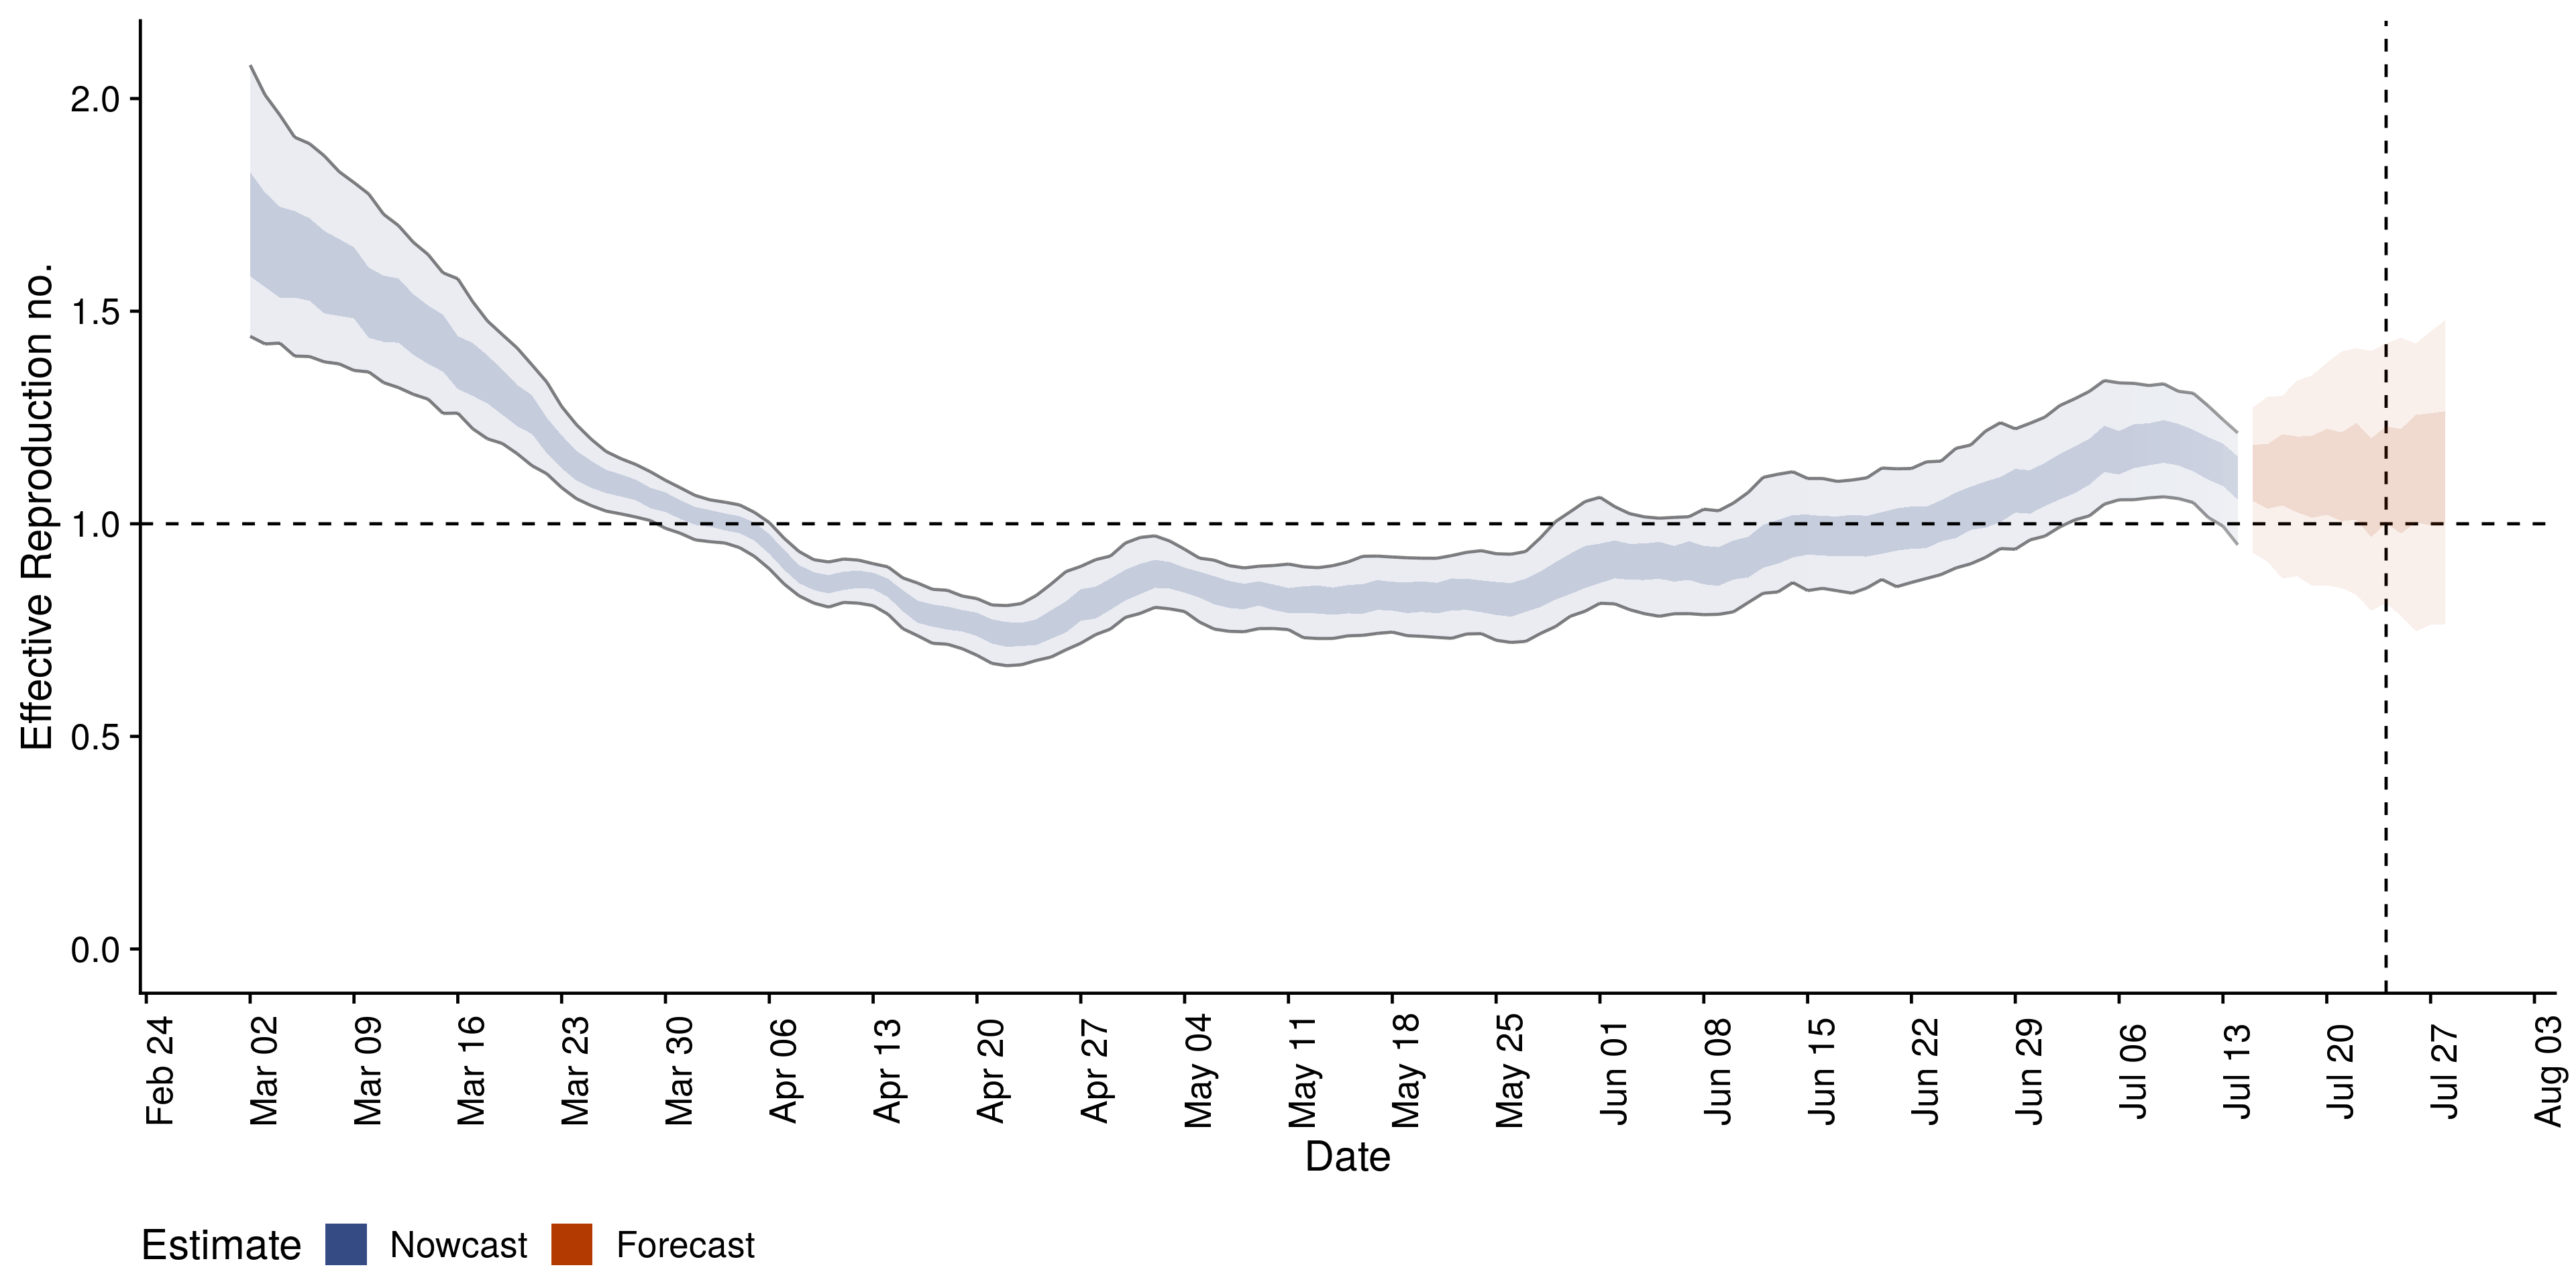 Effective Reproduction no.
2.0
1.5
1.0
0.5
0.0
Feb 24
Mar 02
Mar 09
Mar 16
Mar 23
Mar 30
Apr 06
Apr 13
Apr 20
Apr 27
May 04
May 11
May 18
May 25
Jun 01
Jun 08
Jun 15
Jun 22
Jun 29
Jul 06
Jul 13
Jul 20
Jul 27
Aug 03
Date
Estimate Nowcast Forecast